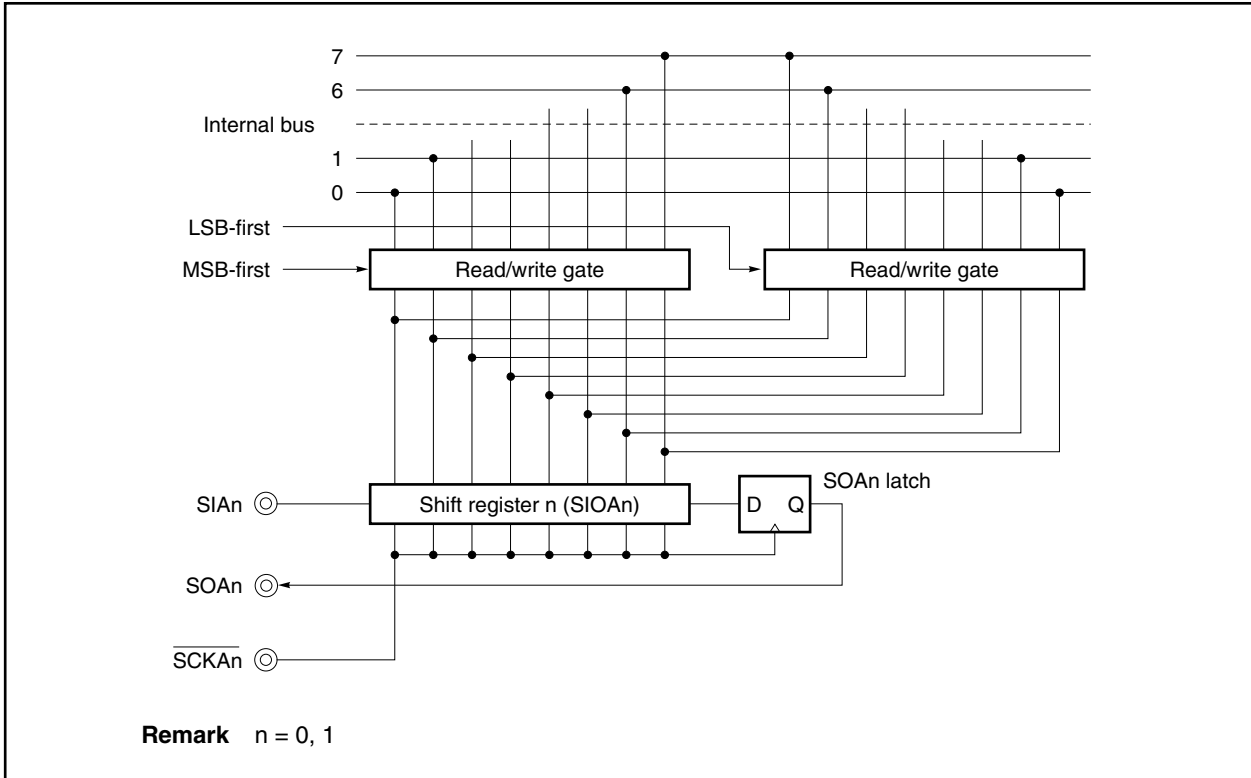 7
6
Internal bus
1
0
LSB-first
MSB-first
Read/write gate
Read/write gate
SOAn latch
SIAn
Shift register n (SIOAn)
D Q
SOAn
SCKAn
Remark n = 0, 1